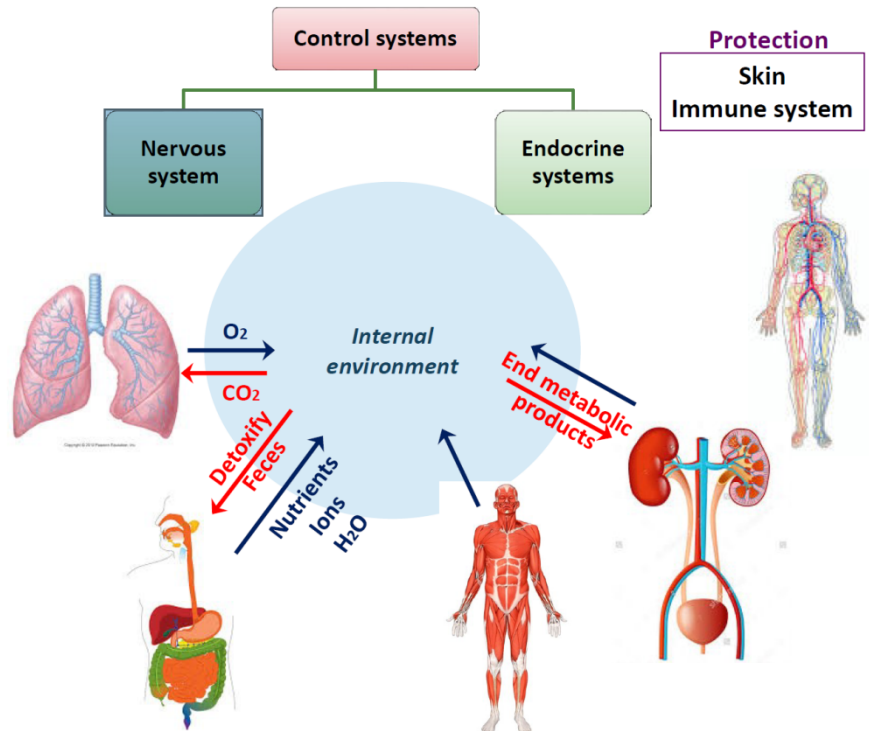 Control systems
Protection
Skin
Immune system
Nervous
system
Endocrine
systems
O₂
CO₂
Internal
environment
End metabolic
products
Detoxify
Feces
Nutrients
Ions
H₂O